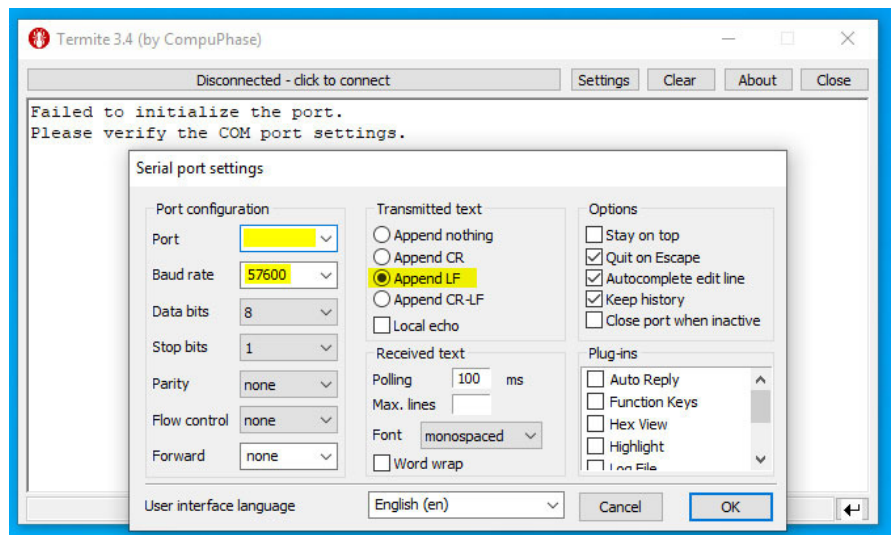 Termite 3.4 (by CompuPhase)
Disconnected - click to connect
Settings
Clear
About
Close
Failed to initialize the port.
Please verify the COM port settings.
Serial port settings
Port configuration
Port
Baud rate
57600
Data bits
8
Stop bits
1
Parity
none
Flow control
none
Forward
none
Transmitted text
Append nothing
Append CR
Append LF
Append CR-LF
Local echo
Received text
Polling
100
ms
Max. lines
Font
monospaced
Word wrap
Options
Stay on top
Quit on Escape
Autocomplete edit line
Keep history
Close port when inactive
Plug-ins
Auto Reply
Function Keys
Hex View
Highlight
Log File
User interface language
English (en)
Cancel
OK